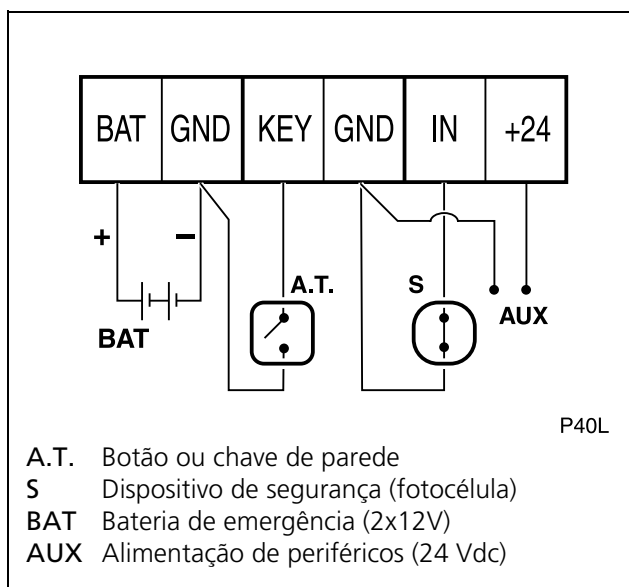 BAT GND KEY GND IN +24
+ −
A.T. S
BAT AUX
P40L
A.T. Botão ou chave de parede
S Dispositivo de segurança (fotocélula)
BAT Bateria de emergência (2x12V)
AUX Alimentação de periféricos (24 Vdc)